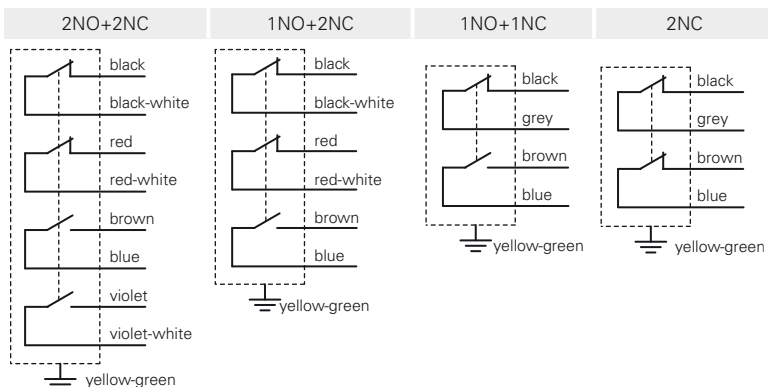 2NO+2NC
black
black-white
red
red-white
brown
blue
violet
violet-white
yellow-green
1NO+2NC
black
black-white
red
red-white
brown
blue
yellow-green
1NO+1NC
black
grey
brown
blue
yellow-green
2NC
black
grey
brown
blue
yellow-green